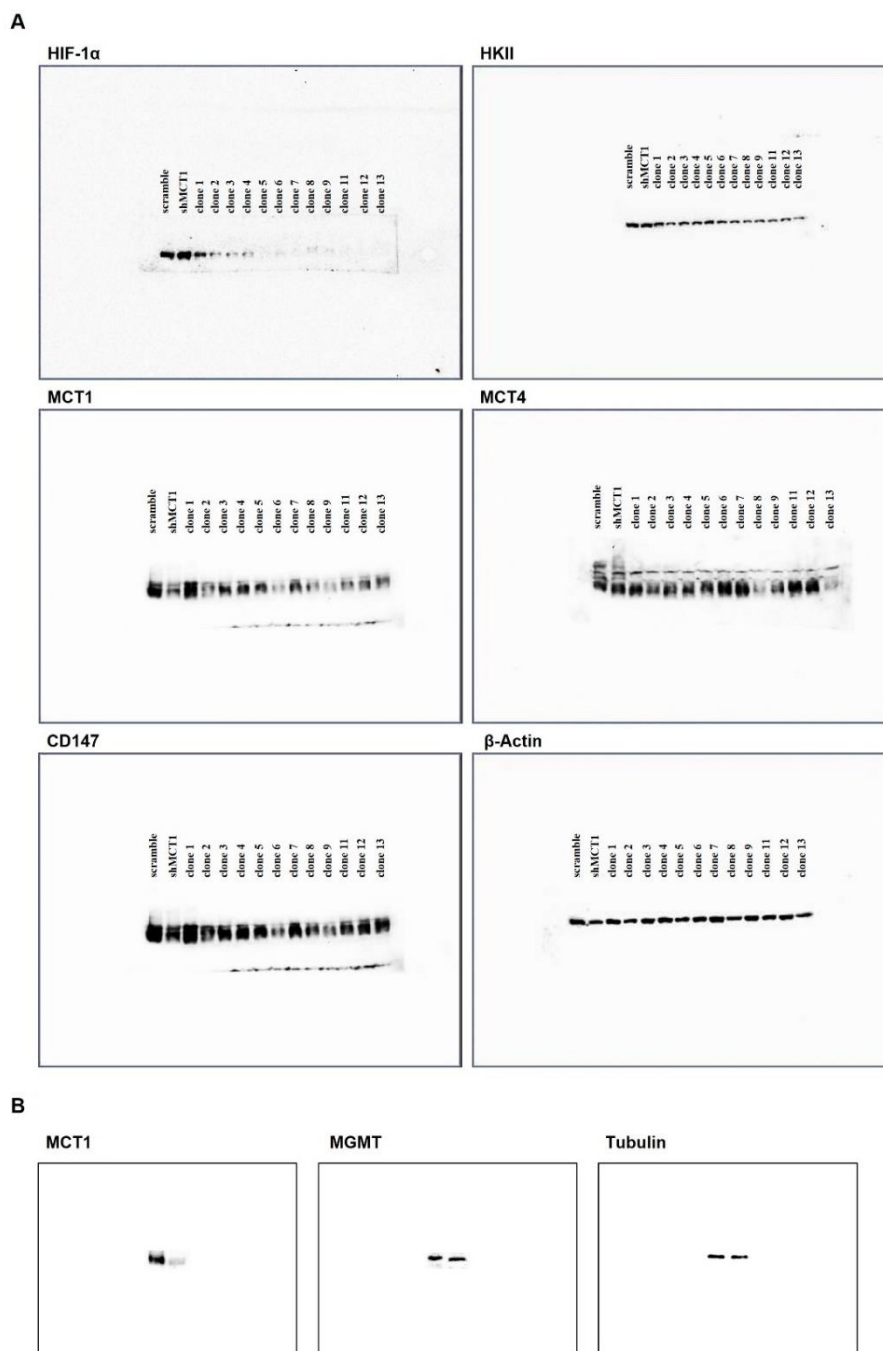 A
HIF-1α
scramble
shMCT1
clone 1
clone 2
clone 3
clone 4
clone 5
clone 6
clone 7
clone 8
clone 9
clone 11
clone 12
clone 13
HKII
scramble
shMCT1
clone 1
clone 2
clone 3
clone 4
clone 5
clone 6
clone 7
clone 8
clone 9
clone 11
clone 12
clone 13
MCT1
scramble
shMCT1
clone 1
clone 2
clone 3
clone 4
clone 5
clone 6
clone 7
clone 8
clone 9
clone 11
clone 12
clone 13
MCT4
scramble
shMCT1
clone 1
clone 2
clone 3
clone 4
clone 5
clone 6
clone 7
clone 8
clone 9
clone 11
clone 12
clone 13
CD147
scramble
shMCT1
clone 1
clone 2
clone 3
clone 4
clone 5
clone 6
clone 7
clone 8
clone 9
clone 11
clone 12
clone 13
β-Actin
scramble
shMCT1
clone 1
clone 2
clone 3
clone 4
clone 5
clone 6
clone 7
clone 8
clone 9
clone 11
clone 12
clone 13
B
MCT1
MGMT
Tubulin